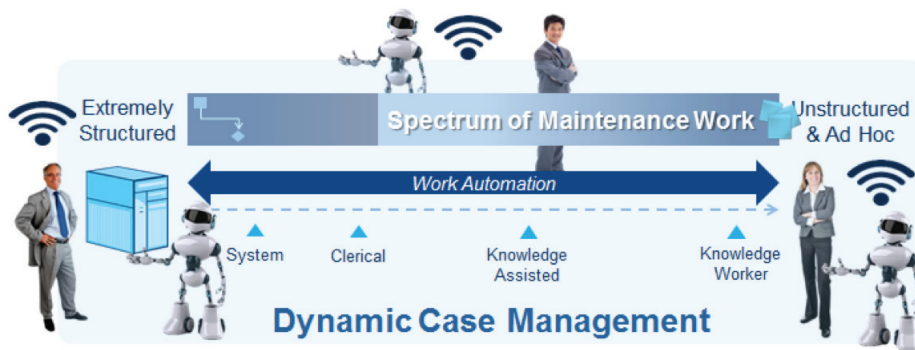 Extremely
Structured
Spectrum of Maintenance Work
Unstructured
& Ad Hoc
Work Automation
System
Clerical
Knowledge
Assisted
Knowledge
Worker
Dynamic Case Management